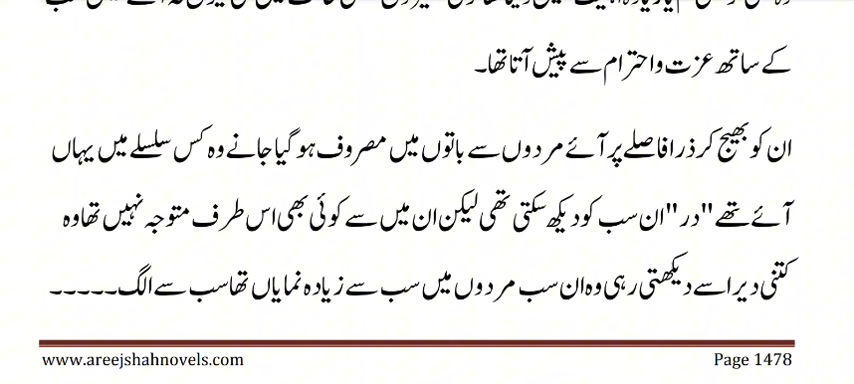 کے ساتھ عزت واحترام سے پیش آتا تھا۔
ان کو بھیج کر ذرا فاصلے پر آئے مردوں سے باتوں میں مصروف ہو گیا جانے وہ کس سلسلے میں یہاں
آئے تھے "در" ان سب کو دیکھ سکتی تھی لیکن ان میں سے کوئی بھی اس طرف متوجہ نہیں تھا وہ
کتنی دیر اسے دیکھتی رہی وہ ان سب مردوں میں سب سے زیادہ نمایاں تھا سب سے الگ۔۔۔۔۔
www.areejshahnovels.com Page 1478